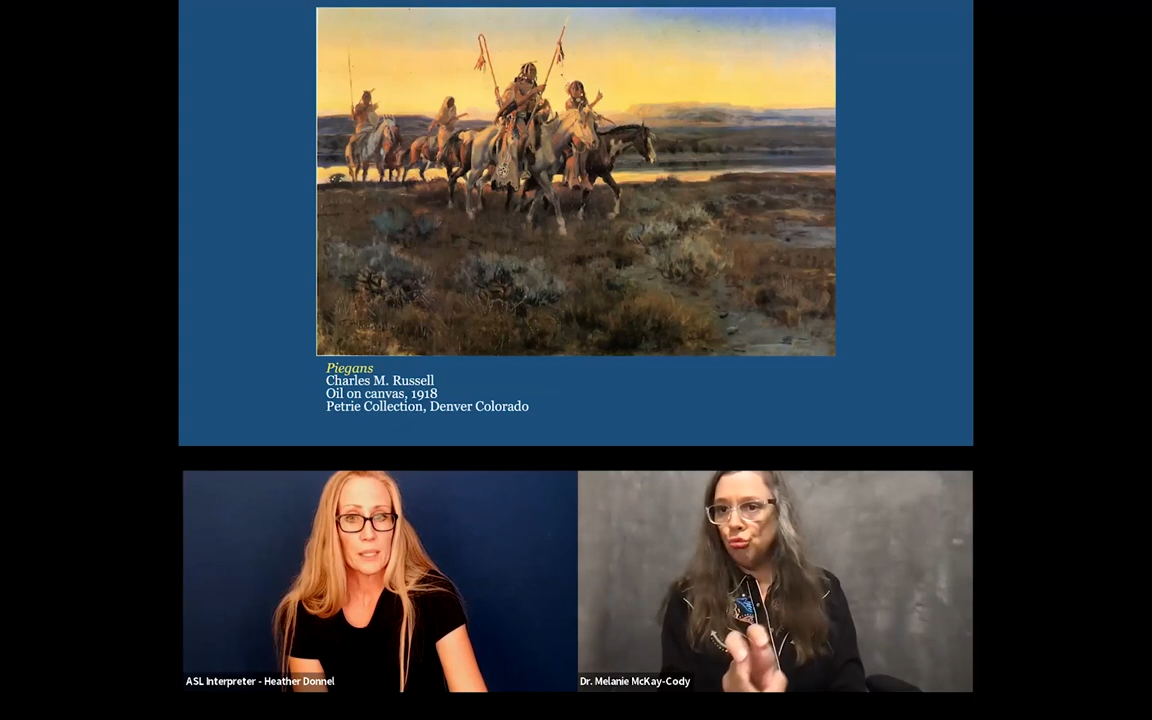 Piegans
Charles M. Russell
Oil on canvas, 1918
Petrie Collection, Denver Colorado
ASL Interpreter - Heather Donnel
Dr. Melanie McKay-Cody